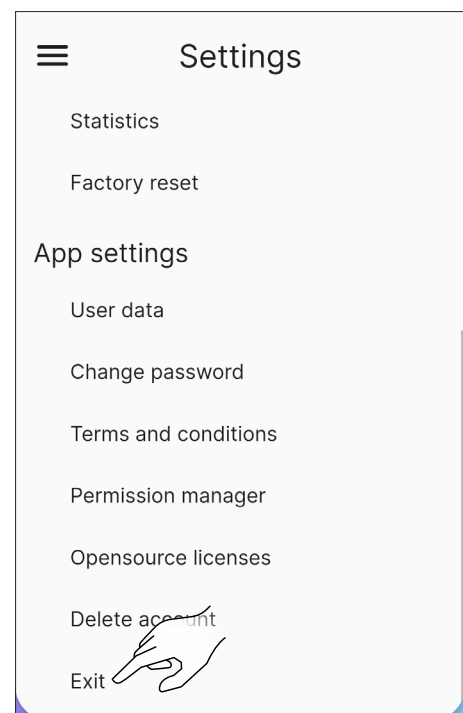 Settings
Statistics
Factory reset
App settings
User data
Change password
Terms and conditions
Permission manager
Opensource licenses
Delete account
Exit